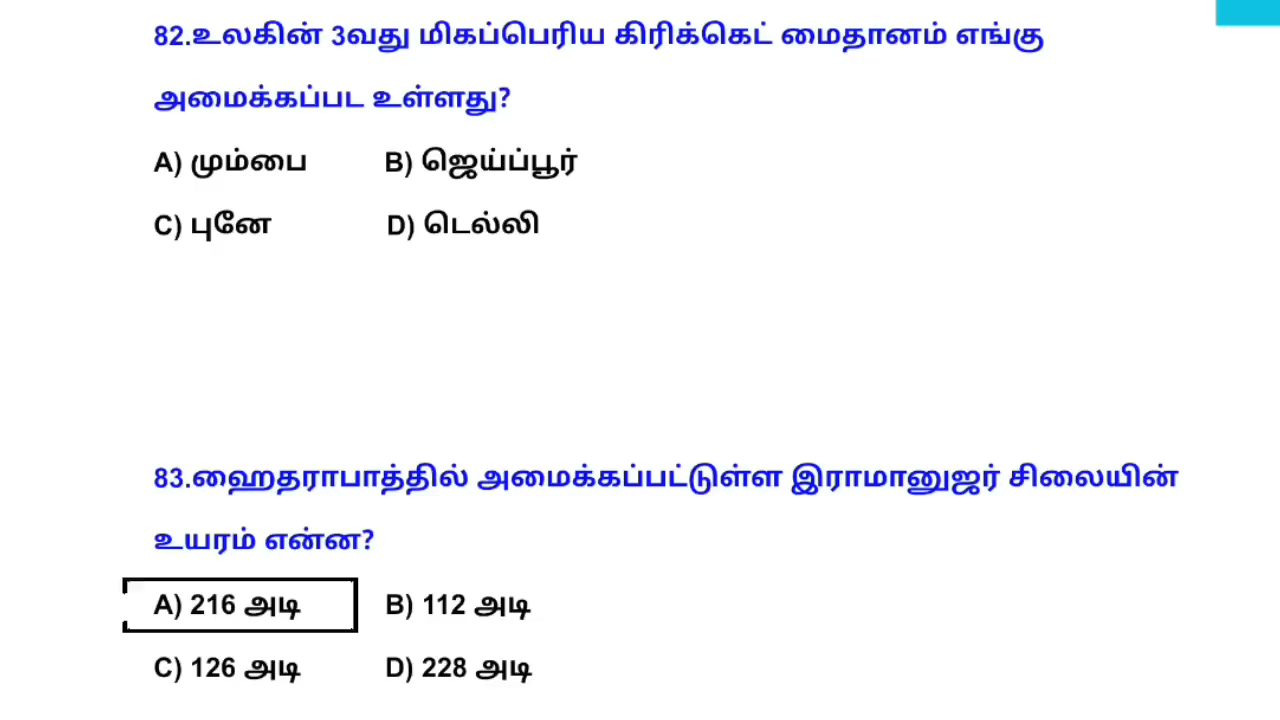 82.உலகின் 3வது மிகப்பெரிய கிரிக்கெட் மைதானம் எங்கு
அமைக்கப்பட உள்ளது?
A) மும்பை B) ஜெய்ப்பூர்
C) புனே D) டெல்லி
83.ஹைதராபாத்தில் அமைக்கப்பட்டுள்ள இராமானுஜர் சிலையின்
உயரம் என்ன?
A) 216 அடி B) 112 அடி
C) 126 அடி D) 228 அடி